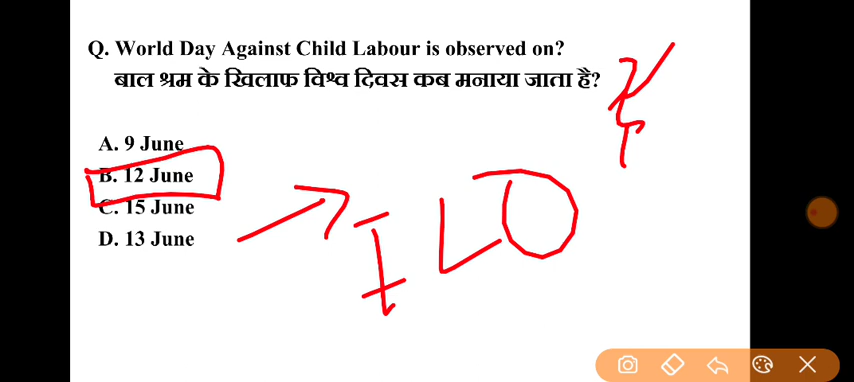 Q. World Day Against Child Labour is observed on?
बाल श्रम के खिलाफ विश्व दिवस कब मनाया जाता है?
A. 9 June
B. 12 June
C. 15 June
D. 13 June
ILO